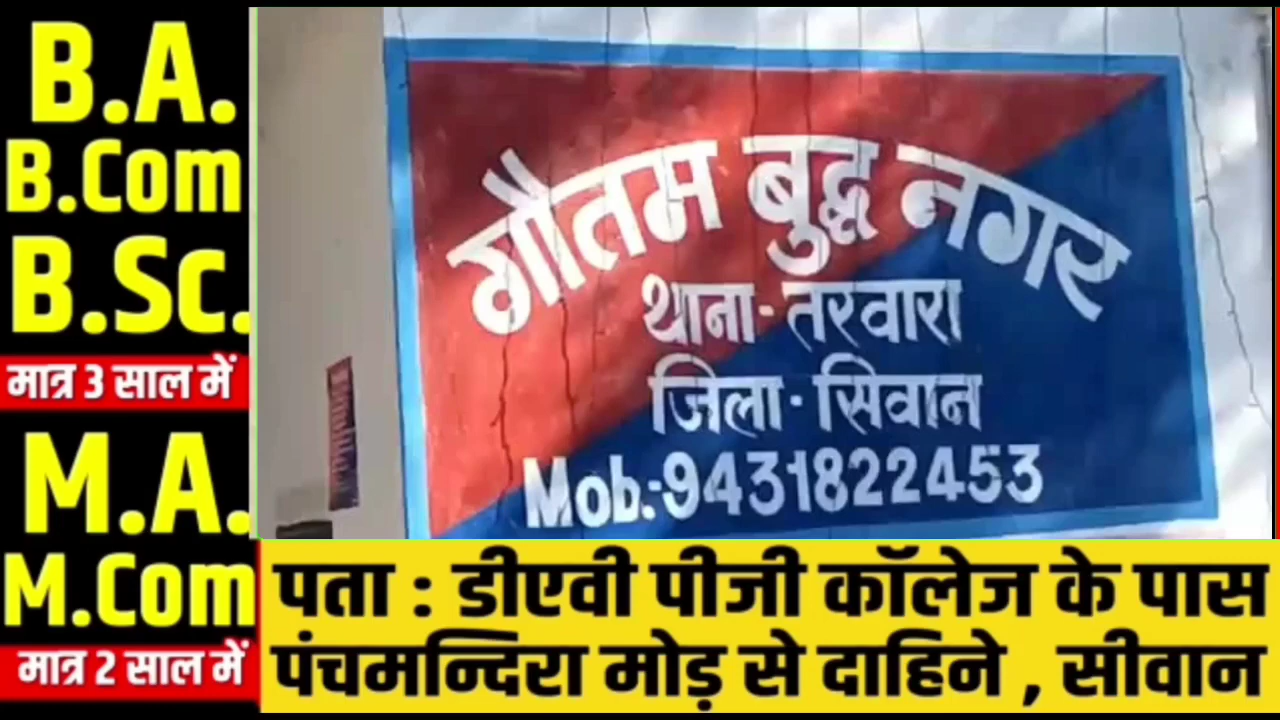 B.A.
B.Com
B.Sc.
मात्र 3 साल में
M.A.
M.Com
मात्र 2 साल में
गौतम बुद्ध नगर
थाना - तरवारा
जिला - सिवान
Mob:-9431822453
पता : डीएवी पीजी कॉलेज के पास
पंचमन्दिरा मोड़ से दाहिने , सीवान